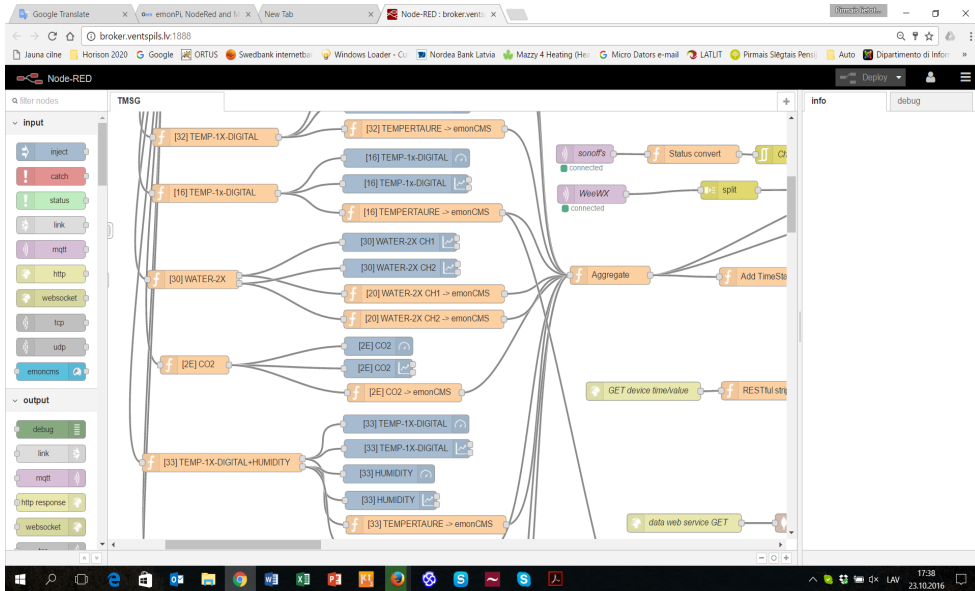 Google Translate
emonPi, NodeRed and M
New Tab
Node-RED : broker.vents
broker.ventspils.lv:1888
Jauna cilne
Horison 2020
Google
ORTUS
Swedbank internetba
Windows Loader - Co
Nordea Bank Latvia
Mazzy 4 Heating (Hea
Micro Dators e-mail
LATLIT
Pirmais Slēgtais Pensij
Auto
Dipartimento di Infor
Node-RED
Deploy
filter nodes
TMSG
info
debug
input
inject
catch
status
link
mqtt
http
websocket
tcp
udp
emoncms
output
debug
link
mqtt
http response
websocket
tcp
[32] TEMP-1X-DIGITAL
[32] TEMPERTAURE -> emonCMS
[16] TEMP-1x-DIGITAL
[16] TEMP-1x-DIGITAL
[16] TEMP-1x-DIGITAL
[16] TEMPERTAURE -> emonCMS
[30] WATER-2X
[30] WATER-2X CH1
[30] WATER-2X CH2
[20] WATER-2X CH1 -> emonCMS
[20] WATER-2X CH2 -> emonCMS
[2E] CO2
[2E] CO2
[2E] CO2
[2E] CO2 -> emonCMS
[33] TEMP-1X-DIGITAL+HUMIDITY
[33] TEMP-1X-DIGITAL
[33] TEMP-1X-DIGITAL
[33] HUMIDITY
[33] HUMIDITY
[33] TEMPERTAURE -> emonCMS
sonoff's
connected
Status convert
Ch
WeeWX
connected
split
Aggregate
Add TimeSta
GET device time/value
RESTful strip
data web service GET
LAV
17:38
23.10.2016